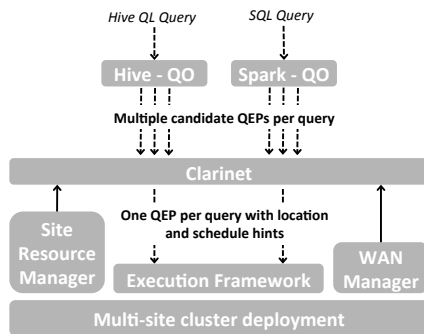 Hive QL Query
SQL Query
Hive - QO
Spark - QO
Multiple candidate QEPs per query
Clarinet
One QEP per query with location
and schedule hints
Site
Resource
Manager
WAN
Manager
Execution Framework
Multi-site cluster deployment